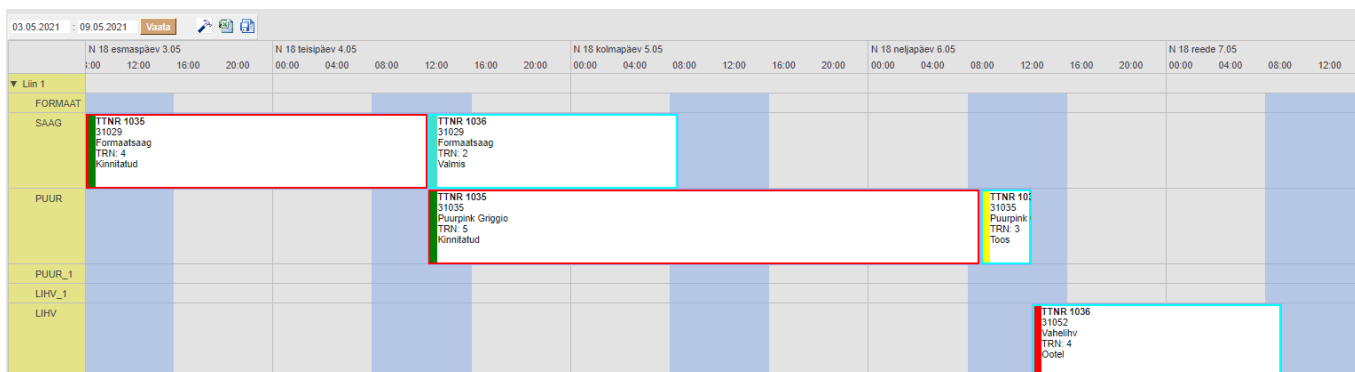 03.05.2021 : 09.05.2021 Vaata
N 18 esmaspäev 3.05 N 18 teisipäev 4.05 N 18 kolmapäev 5.05 N 18 neljapäev 6.05 N 18 reede 7.05
:00 12:00 16:00 20:00 00:00 04:00 08:00 12:00 16:00 20:00 00:00 04:00 08:00 12:00 16:00 20:00 00:00 04:00 08:00 12:00 16:00 20:00 00:00 04:00 08:00 12:00
▼ Liin 1
FORMAAT
SAAG
TTNR 1035
31029
Formaatsaag
TRN: 4
Kinnitatud
TTNR 1036
31029
Formaatsaag
TRN: 2
Valmis
PUUR
TTNR 1035
31035
Puurpink Griggio
TRN: 5
Kinnitatud
TTNR 103
31035
Puurpink
TRN: 3
Toos
PUUR_1
LIHV_1
LIHV
TTNR 1036
31052
Vahelihv
TRN: 4
Ootel